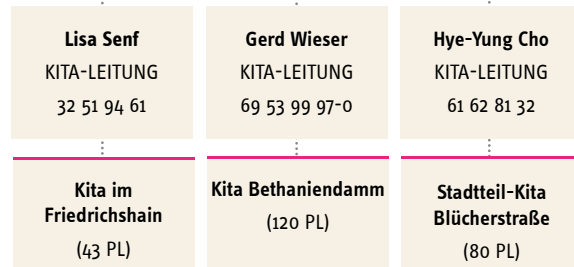 Lisa Senf
KITA-LEITUNG
32 51 94 61
Gerd Wieser
KITA-LEITUNG
69 53 99 97-0
Hye-Yung Cho
KITA-LEITUNG
61 62 81 32
Kita im
Friedrichshain
(43 PL)
Kita Bethaniendamm
(120 PL)
Stadtteil-Kita
Blücherstraße
(80 PL)